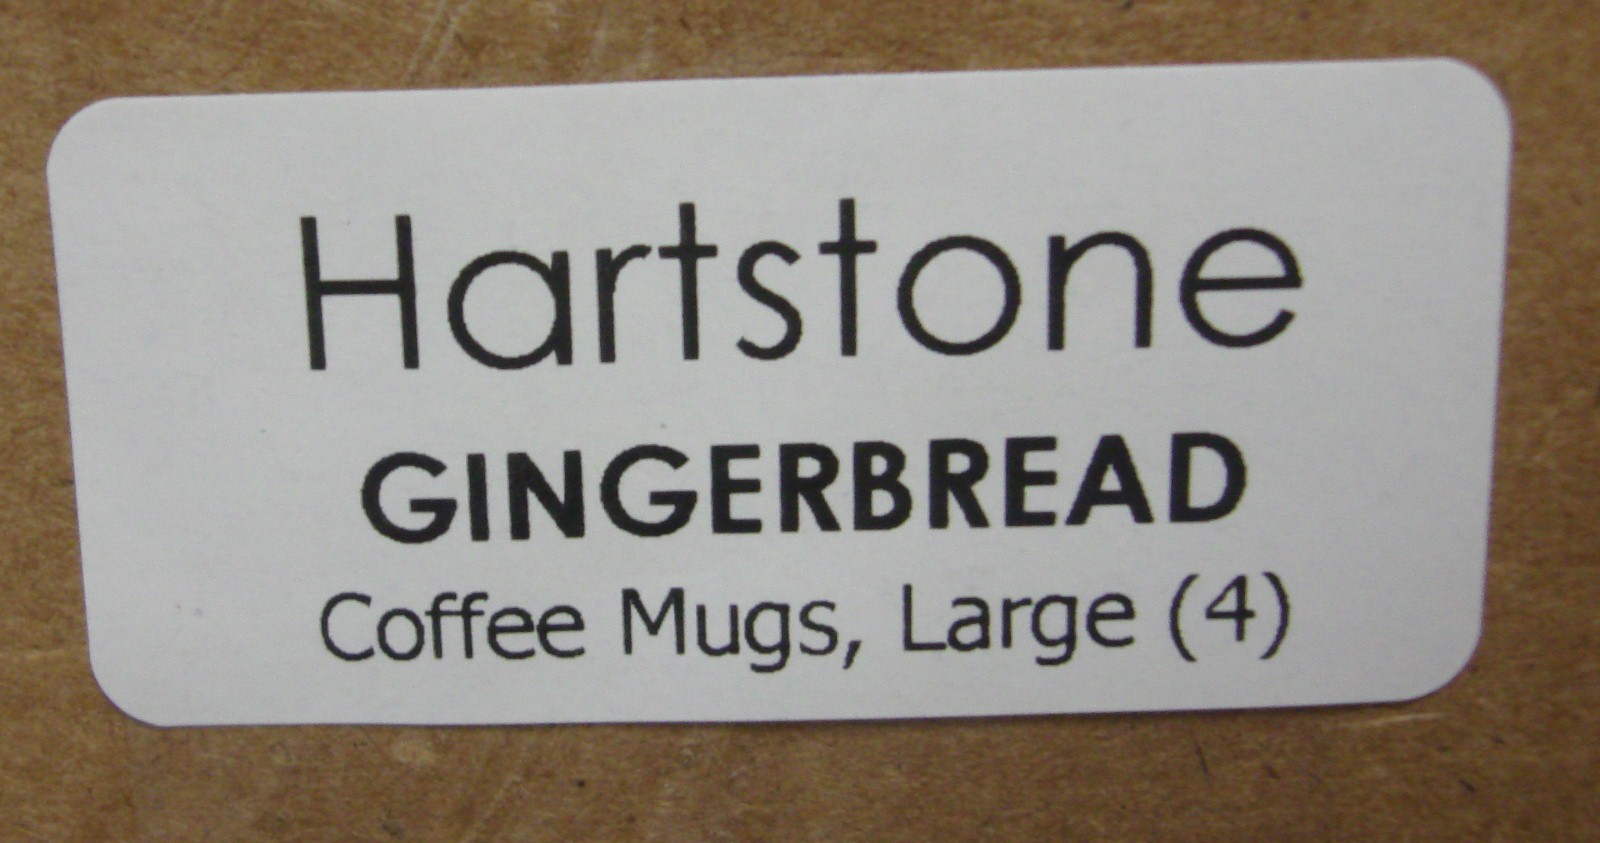 Hartstone
GINGERBREAD
Coffee Mugs, Large (4)